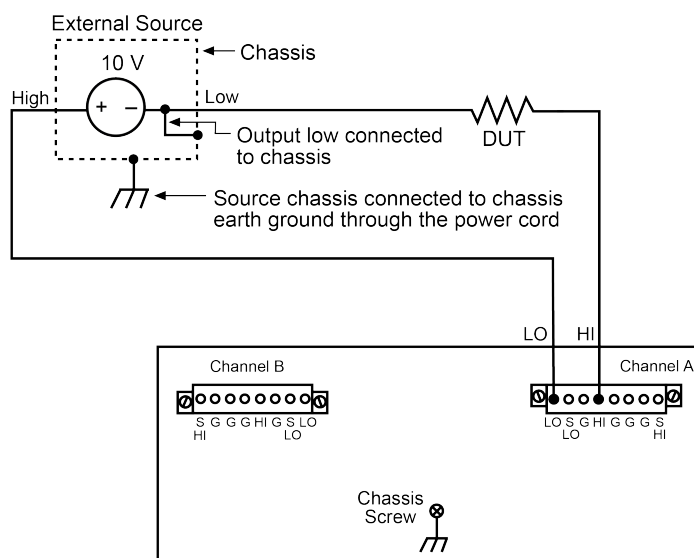 External Source
Chassis
10 V
High
+ −
Low
Output low connected
to chassis
DUT
Source chassis connected to chassis
earth ground through the power cord
LO HI
Channel B
Channel A
S G G G HI G S LO
HI LO
LO S G HI G G G S
LO HI
Chassis
Screw